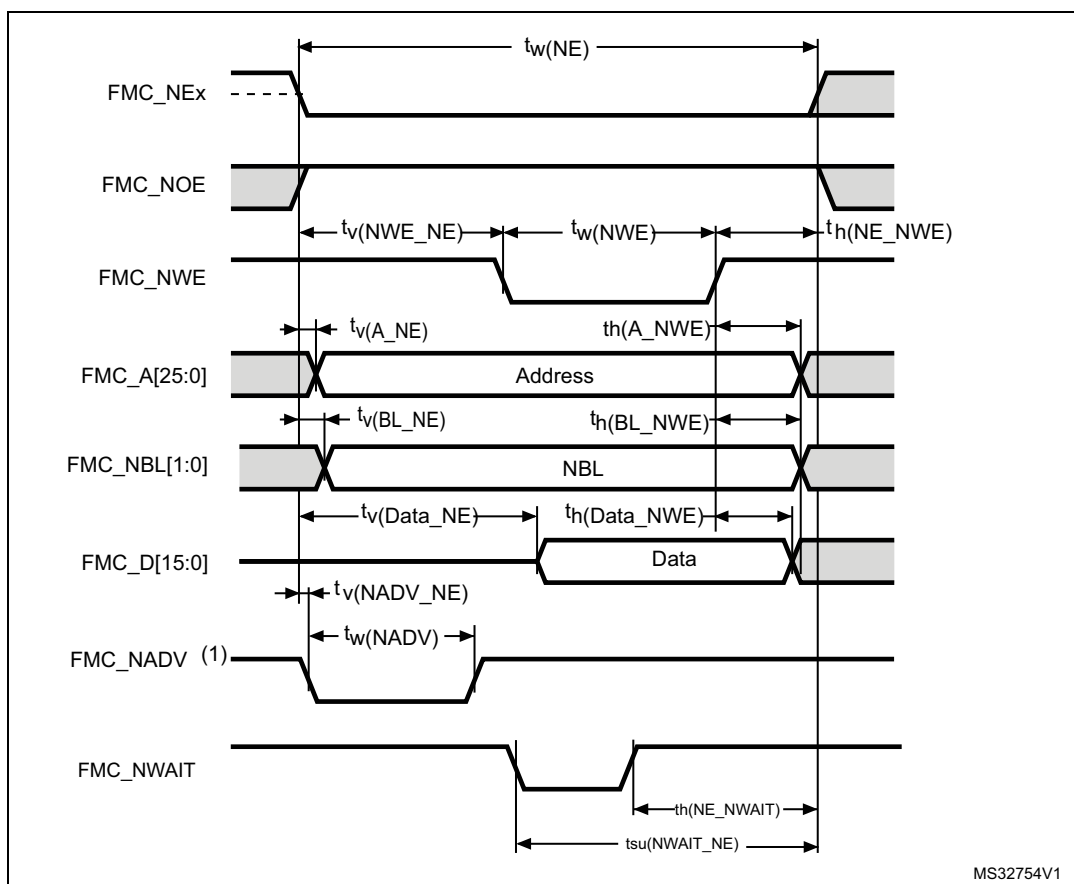 tw(NE)
FMC_NEx
FMC_NOE
tv(NWE_NE) tw(NWE) th(NE_NWE)
FMC_NWE
tv(A_NE) th(A_NWE)
FMC_A[25:0] Address
tv(BL_NE) th(BL_NWE)
FMC_NBL[1:0] NBL
tv(Data_NE) th(Data_NWE)
FMC_D[15:0] Data
tv(NADV_NE)
tw(NADV)
FMC_NADV (1)
FMC_NWAIT
th(NE_NWAIT)
tsu(NWAIT_NE)
MS32754V1